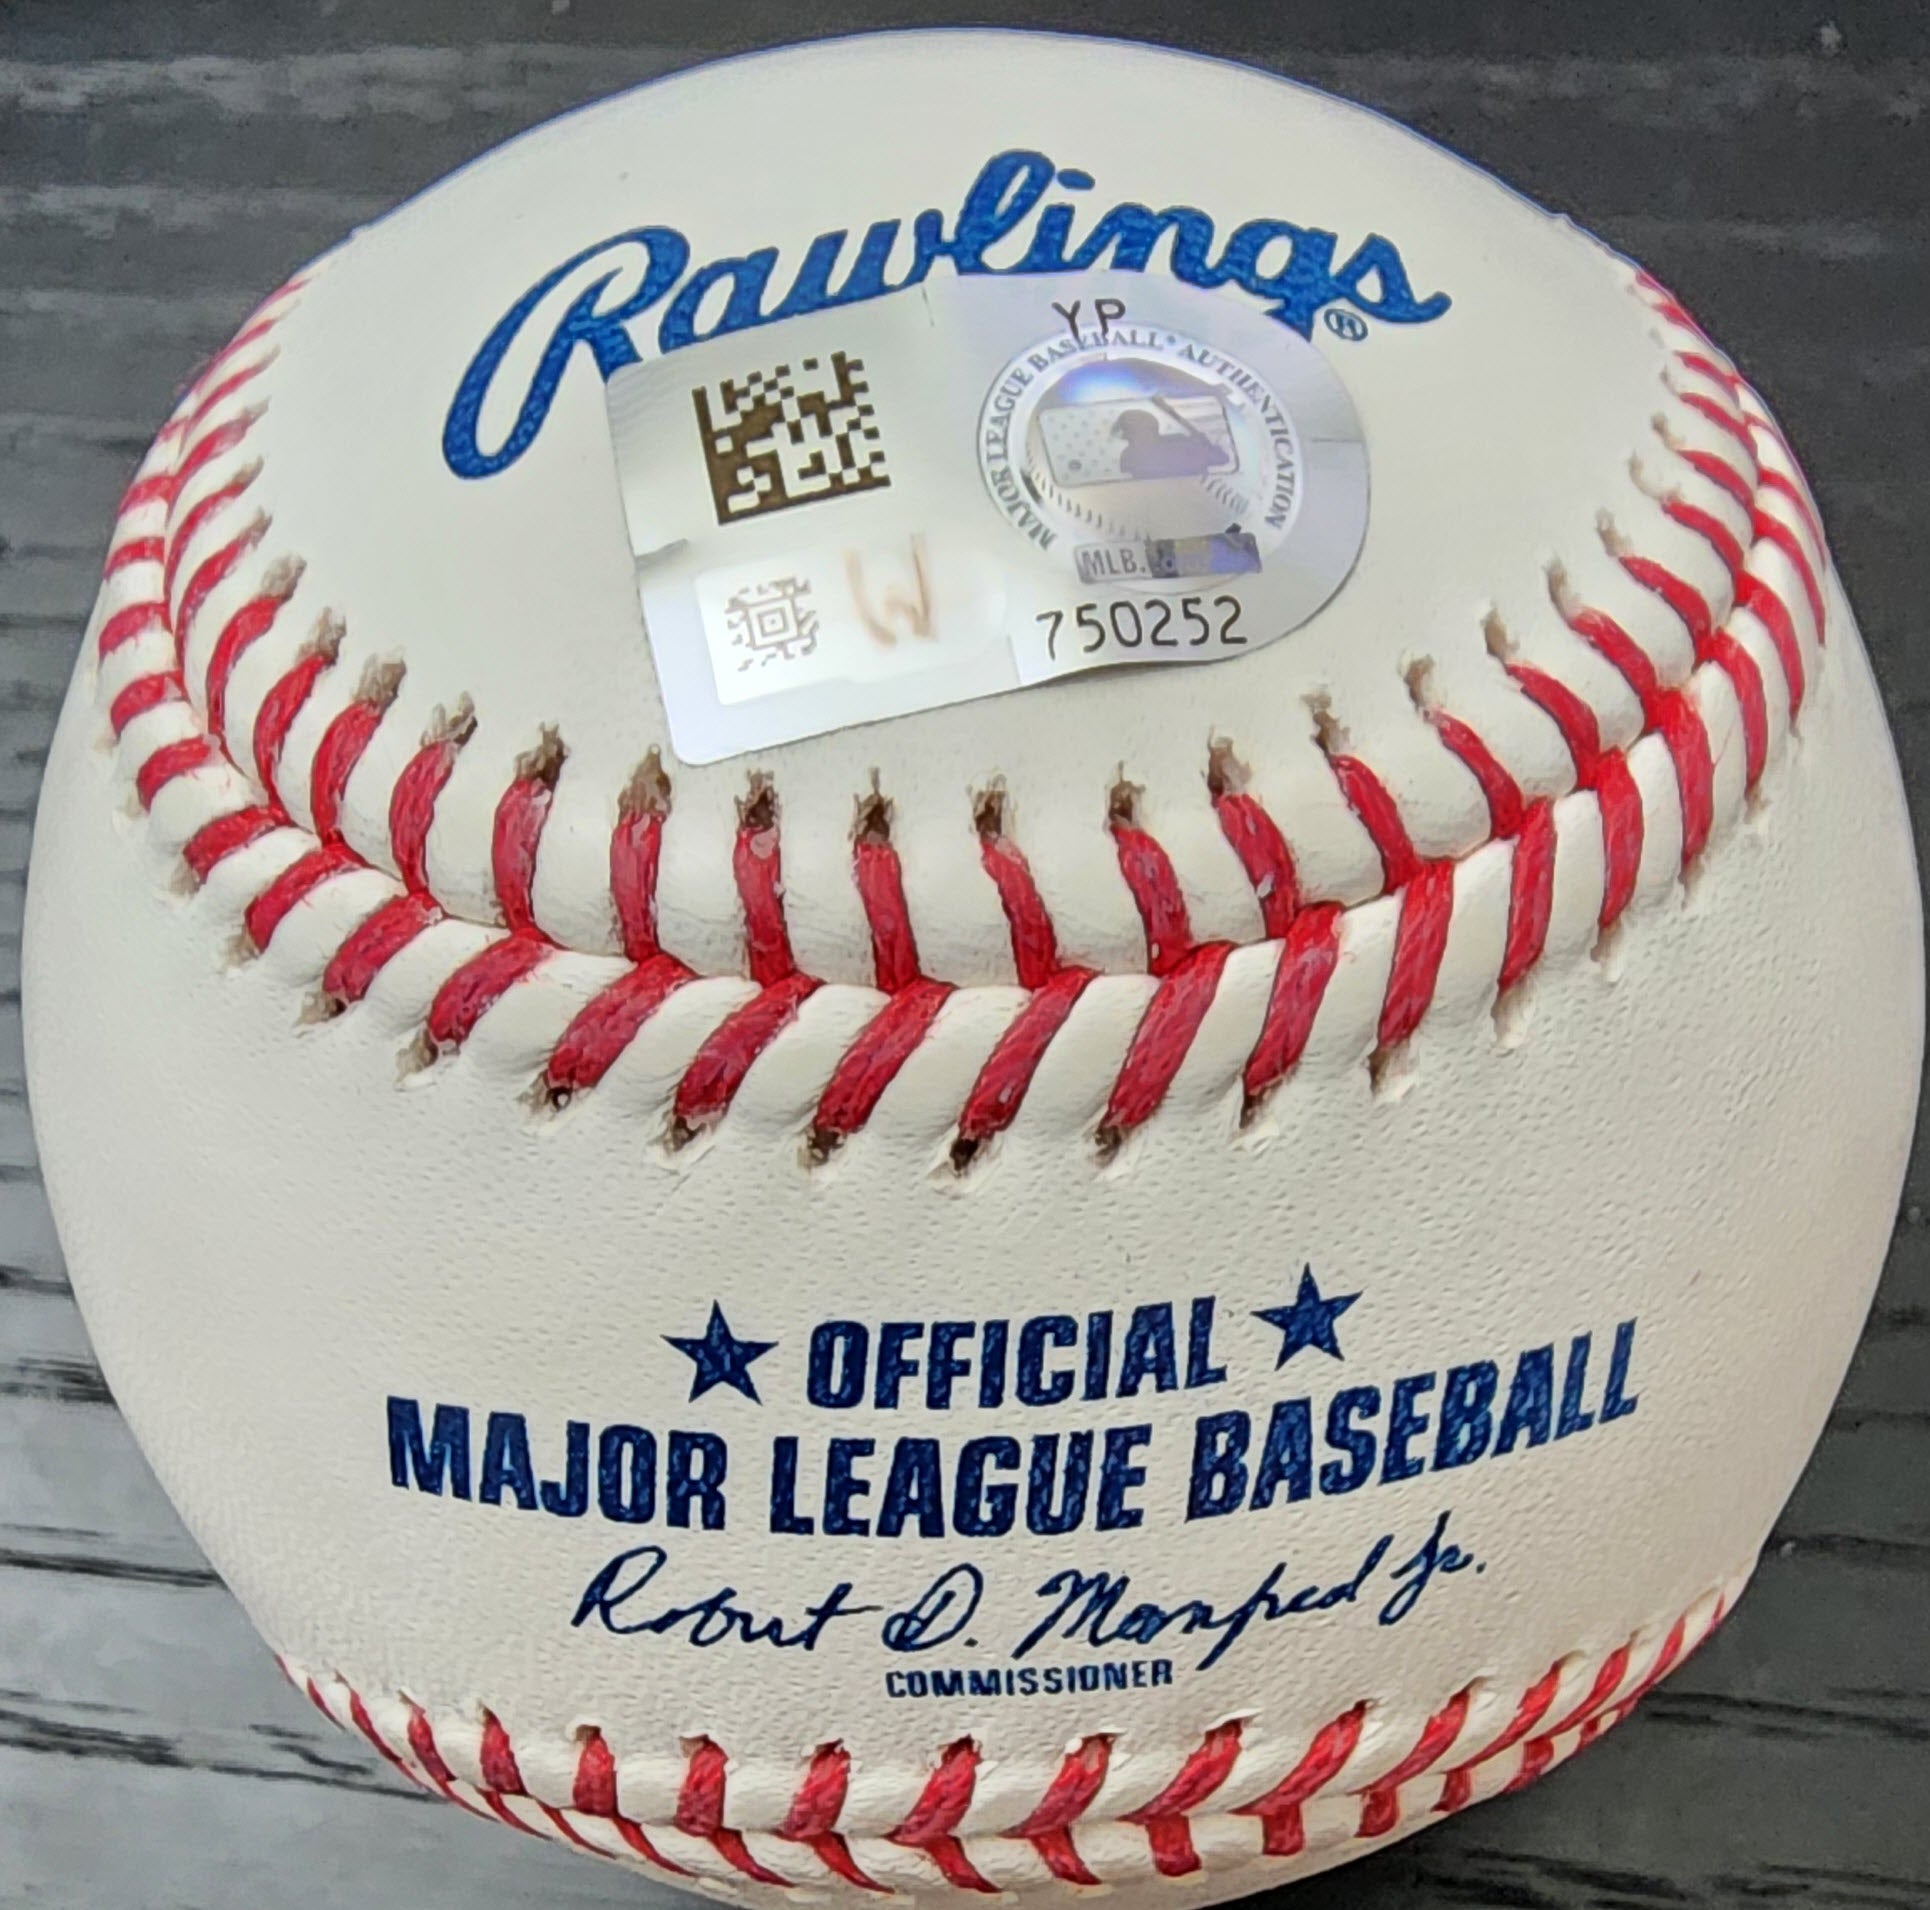 Rawlings®
YP
MAJOR LEAGUE BASEBALL AUTHENTICATION
W
MLB.
750252
★ OFFICIAL ★
MAJOR LEAGUE BASEBALL
Robert D. Manfred Jr.
COMMISSIONER